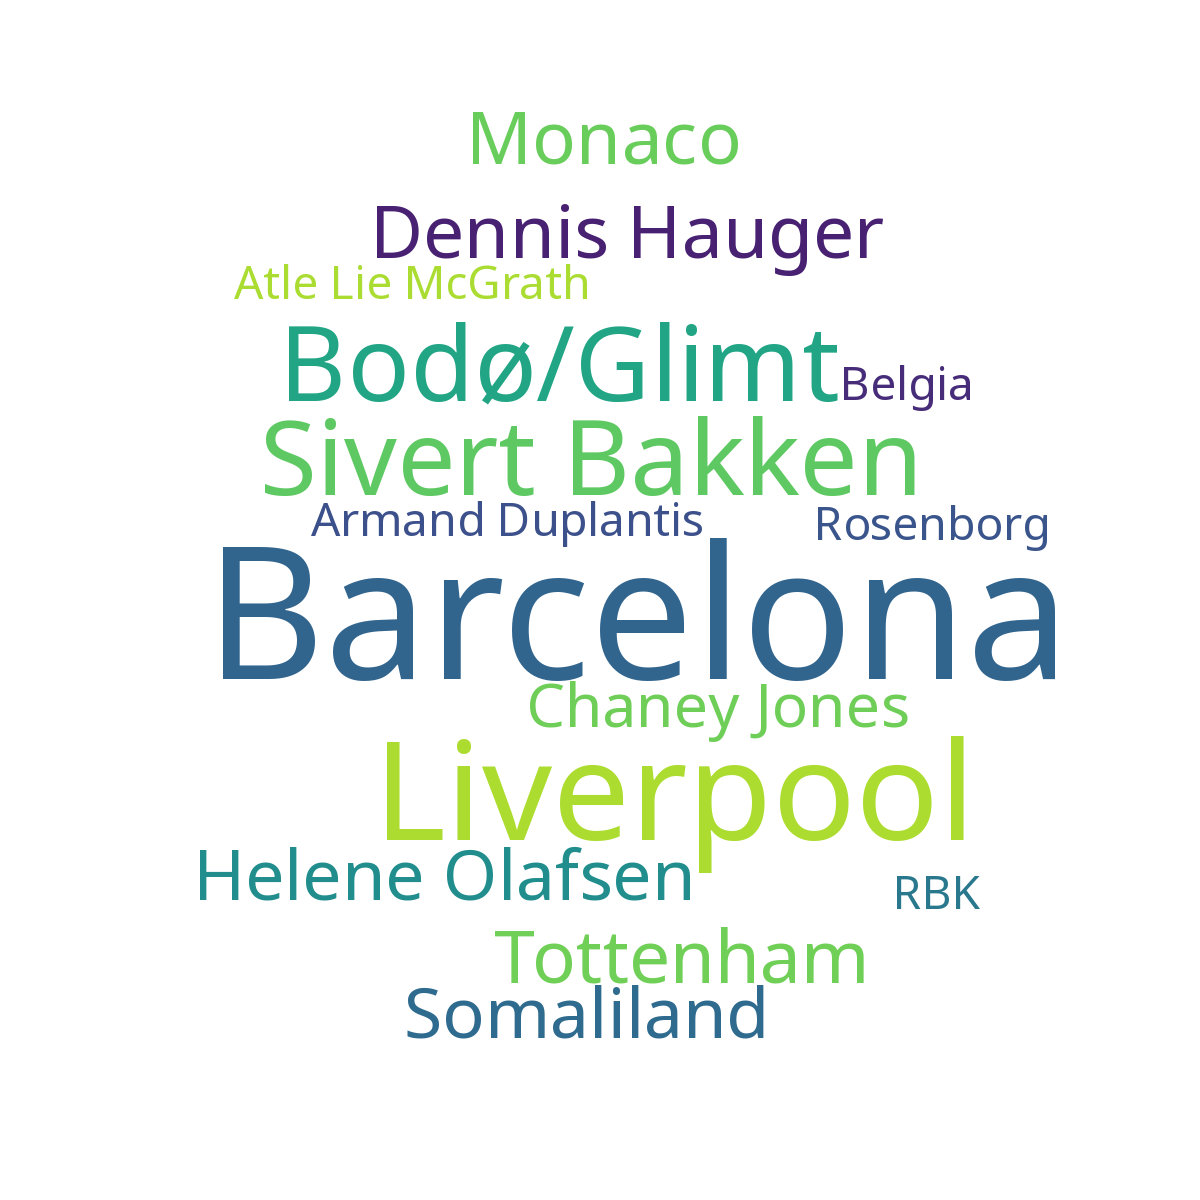 Monaco
Dennis Hauger
Atle Lie McGrath
Bodø/Glimt
Belgia
Sivert Bakken
Armand Duplantis
Rosenborg
Barcelona
Chaney Jones
Liverpool
Helene Olafsen
RBK
Tottenham
Somaliland